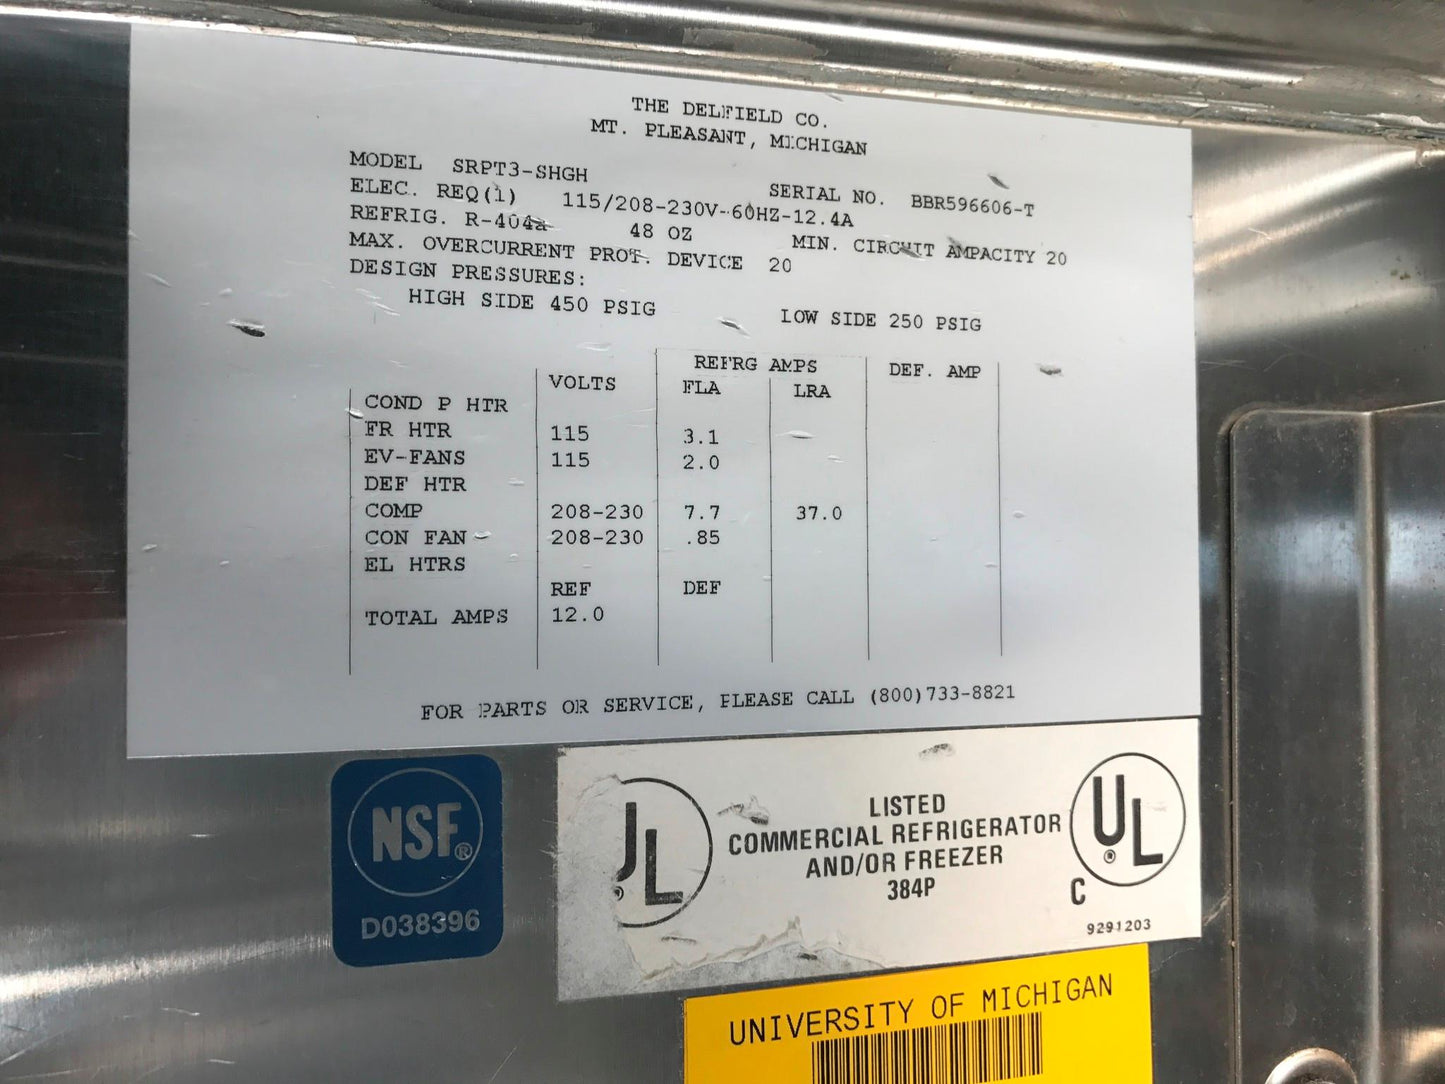 THE DELFIELD CO.
MT. PLEASANT, MICHIGAN
MODEL SRPT3-SHGH SERIAL NO. BBR596606-T
ELEC. REQ(1) 115/208-230V-60HZ-12.4A
REFRIG. R-404a 48 OZ MIN. CIRCUIT AMPACITY 20
MAX. OVERCURRENT PROT. DEVICE 20
DESIGN PRESSURES:
HIGH SIDE 450 PSIG LOW SIDE 250 PSIG
REFRG AMPS DEF. AMP
VOLTS FLA LRA
COND P HTR
FR HTR 115 3.1
EV-FANS 115 2.0
DEF HTR
COMP 208-230 7.7 37.0
CON FAN 208-230 .85
EL HTRS
REF DEF
TOTAL AMPS 12.0
FOR PARTS OR SERVICE, PLEASE CALL (800)733-8821
NSF®
D038396
UL®
LISTED
COMMERCIAL REFRIGERATOR
AND/OR FREEZER
384P
UL®
C
9291203
UNIVERSITY OF MICHIGAN